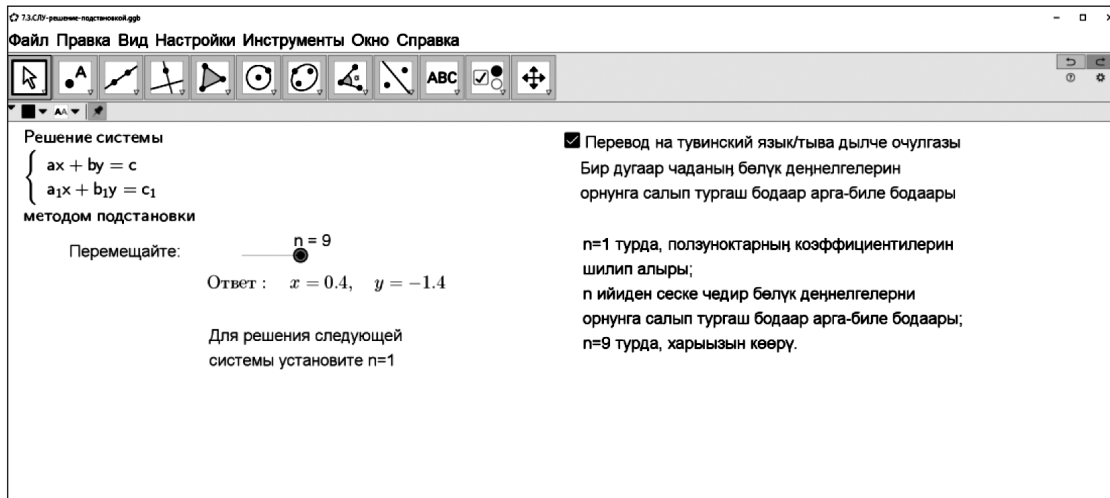 7.3.СЛУ-решение-подстановкой.ggb
Файл Правка Вид Настройки Инструменты Окно Справка
A
α
ABC
AA
Решение системы
ax + by = c
a₁x + b₁y = c₁
методом подстановки
Перемещайте:
n = 9
Ответ : x = 0.4, y = −1.4
Для решения следующей
системы установите n=1
Перевод на тувинский язык/тыва дылче очулгазы
Бир дугаар чаданың бөлүк деңнелгелерин
орнунга салып тургаш бодаар арга-биле бодаары
n=1 турда, ползуноктарның коэффициентилерин
шилип алыры;
n ийиден сеске чедир бөлүк деңнелгелерни
орнунга салып тургаш бодаар арга-биле бодаары;
n=9 турда, харыызын көөрү.